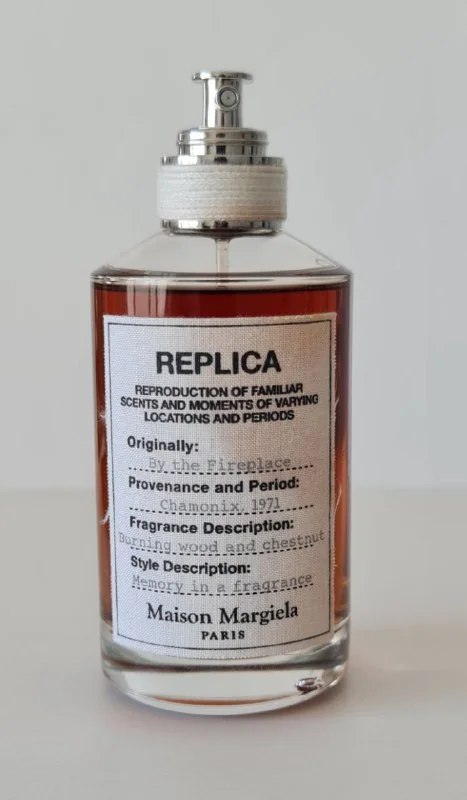 REPLICA
REPRODUCTION OF FAMILIAR
SCENTS AND MOMENTS OF VARYING
LOCATIONS AND PERIODS
Originally:
By the Fireplace
Provenance and Period:
Chamonix, 1971
Fragrance Description:
Burning wood and chestnut
Style Description:
Memory in a fragrance
Maison Margiela
PARIS